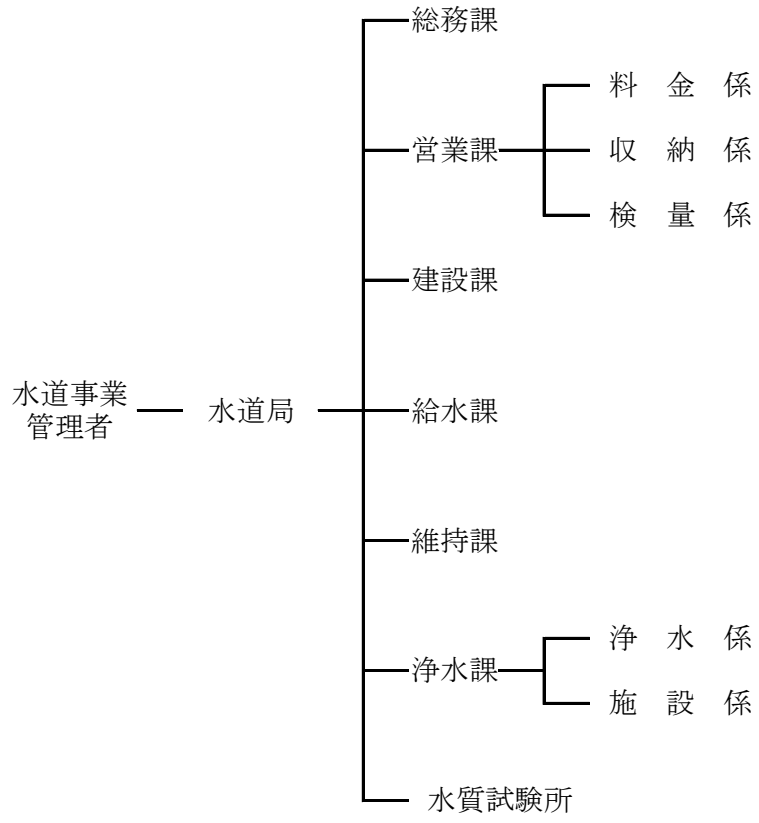 総務課
料金係
営業課
収納係
検量係
建設課
水道事業
管理者
水道局
給水課
維持課
浄水課
浄水係
施設係
水質試験所